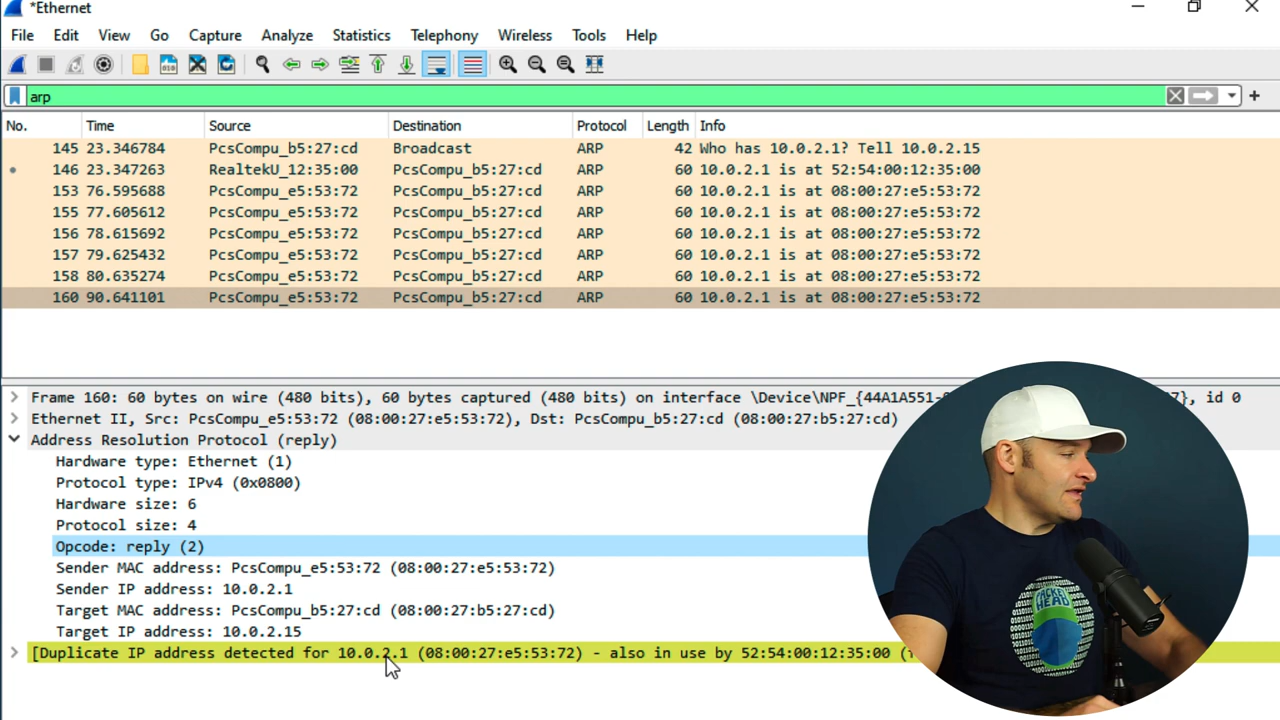 *Ethernet
File Edit View Go Capture Analyze Statistics Telephony Wireless Tools Help
arp
No. Time Source Destination Protocol Length Info
145 23.346784 PcsCompu_b5:27:cd Broadcast ARP 42 Who has 10.0.2.1? Tell 10.0.2.15
146 23.347263 RealtekU_12:35:00 PcsCompu_b5:27:cd ARP 60 10.0.2.1 is at 52:54:00:12:35:00
153 76.595688 PcsCompu_e5:53:72 PcsCompu_b5:27:cd ARP 60 10.0.2.1 is at 08:00:27:e5:53:72
155 77.605612 PcsCompu_e5:53:72 PcsCompu_b5:27:cd ARP 60 10.0.2.1 is at 08:00:27:e5:53:72
156 78.615692 PcsCompu_e5:53:72 PcsCompu_b5:27:cd ARP 60 10.0.2.1 is at 08:00:27:e5:53:72
157 79.625432 PcsCompu_e5:53:72 PcsCompu_b5:27:cd ARP 60 10.0.2.1 is at 08:00:27:e5:53:72
158 80.635274 PcsCompu_e5:53:72 PcsCompu_b5:27:cd ARP 60 10.0.2.1 is at 08:00:27:e5:53:72
160 90.641101 PcsCompu_e5:53:72 PcsCompu_b5:27:cd ARP 60 10.0.2.1 is at 08:00:27:e5:53:72
Frame 160: 60 bytes on wire (480 bits), 60 bytes captured (480 bits) on interface \Device\NPF_{44A1A551- }, id 0
Ethernet II, Src: PcsCompu_e5:53:72 (08:00:27:e5:53:72), Dst: PcsCompu_b5:27:cd (08:00:27:b5:27:cd)
Address Resolution Protocol (reply)
Hardware type: Ethernet (1)
Protocol type: IPv4 (0x0800)
Hardware size: 6
Protocol size: 4
Opcode: reply (2)
Sender MAC address: PcsCompu_e5:53:72 (08:00:27:e5:53:72)
Sender IP address: 10.0.2.1
Target MAC address: PcsCompu_b5:27:cd (08:00:27:b5:27:cd)
Target IP address: 10.0.2.15
[Duplicate IP address detected for 10.0.2.1 (08:00:27:e5:53:72) - also in use by 52:54:00:12:35:00
PACKET
HEAD